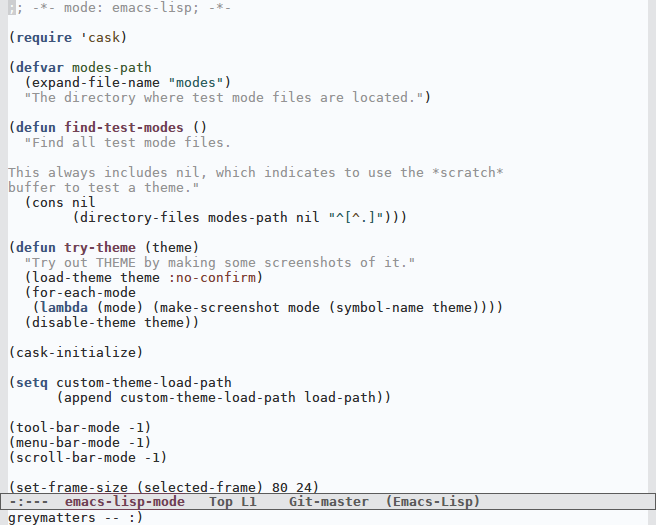 ;; -*- mode: emacs-lisp; -*-
(require 'cask)
(defvar modes-path
(expand-file-name "modes")
"The directory where test mode files are located.")
(defun find-test-modes ()
"Find all test mode files.
This always includes nil, which indicates to use the *scratch*
buffer to test a theme."
(cons nil
(directory-files modes-path nil "^[^.]")))
(defun try-theme (theme)
"Try out THEME by making some screenshots of it."
(load-theme theme :no-confirm)
(for-each-mode
(lambda (mode) (make-screenshot mode (symbol-name theme))))
(disable-theme theme))
(cask-initialize)
(setq custom-theme-load-path
(append custom-theme-load-path load-path))
(tool-bar-mode -1)
(menu-bar-mode -1)
(scroll-bar-mode -1)
(set-frame-size (selected-frame) 80 24)
-:--- emacs-lisp-mode Top L1 Git-master (Emacs-Lisp)
greymatters -- :)